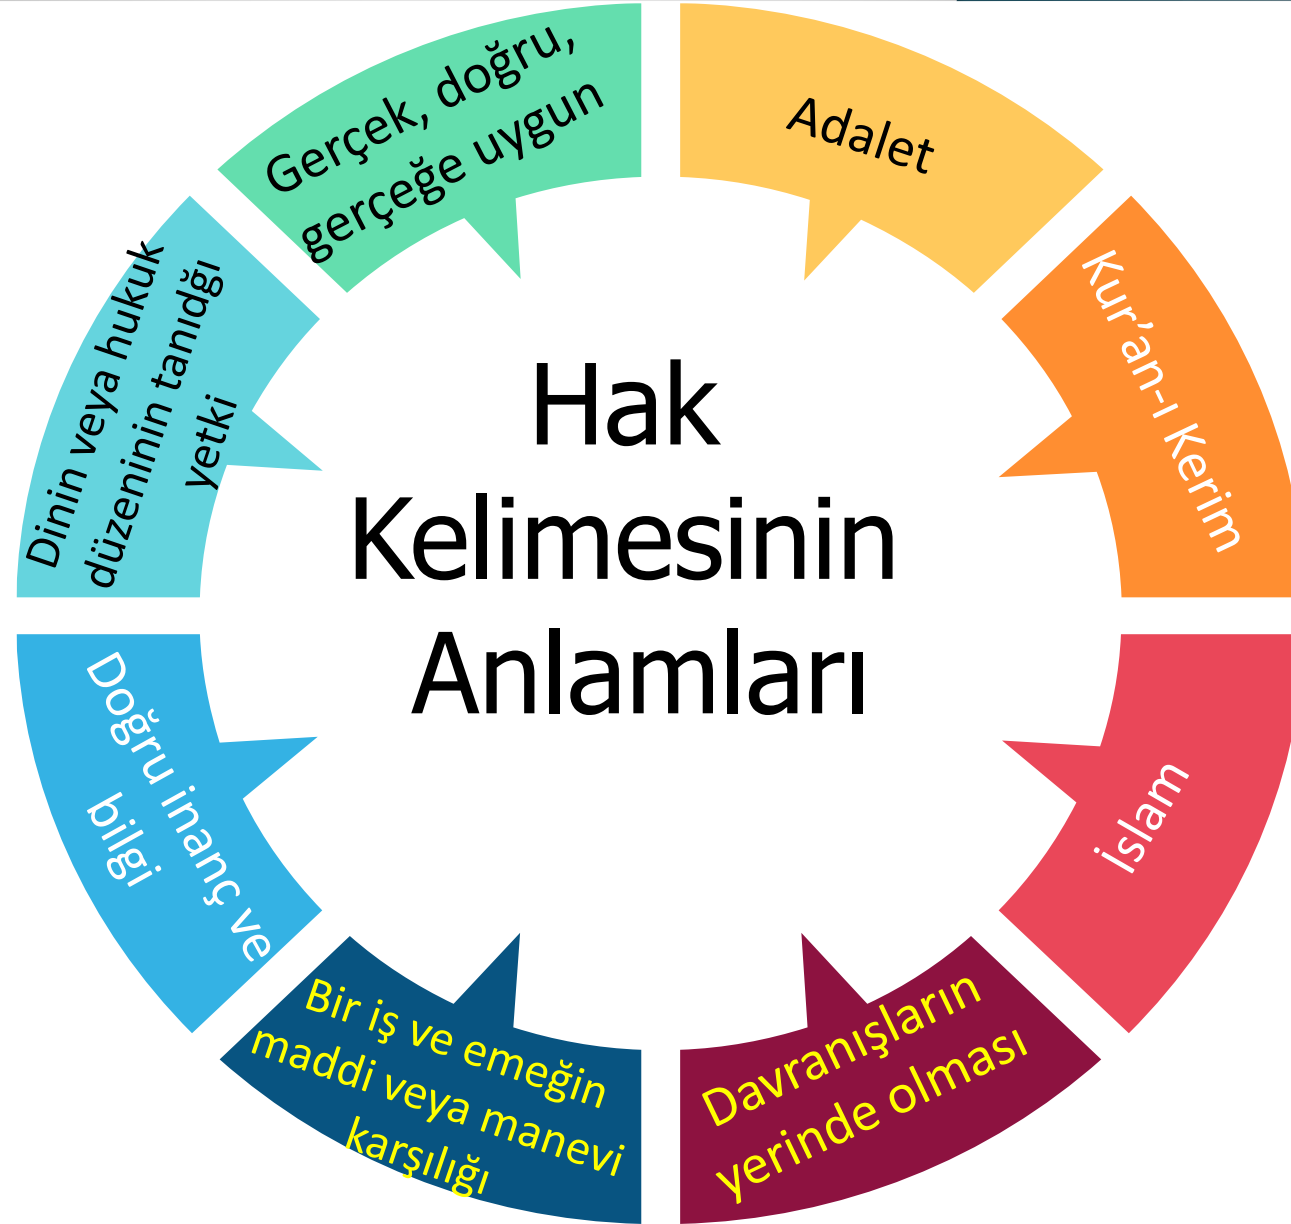 Hak
Kelimesinin
Anlamları
Adalet
Kur’an-ı Kerim
İslam
Davranışların
yerinde olması
Bir iş ve emeğin
maddi veya manevi
karşılığı
Doğru inanç ve
bilgi
Dinin veya hukuk
düzeninin tanıdğı
yetki
Gerçek, doğru,
gerçeğe uygun